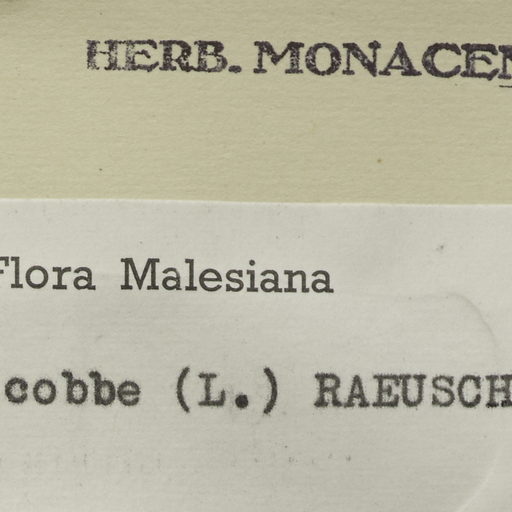 HERB. MONACEN
Flora Malesiana
cobbe (L.) RAEUSCH